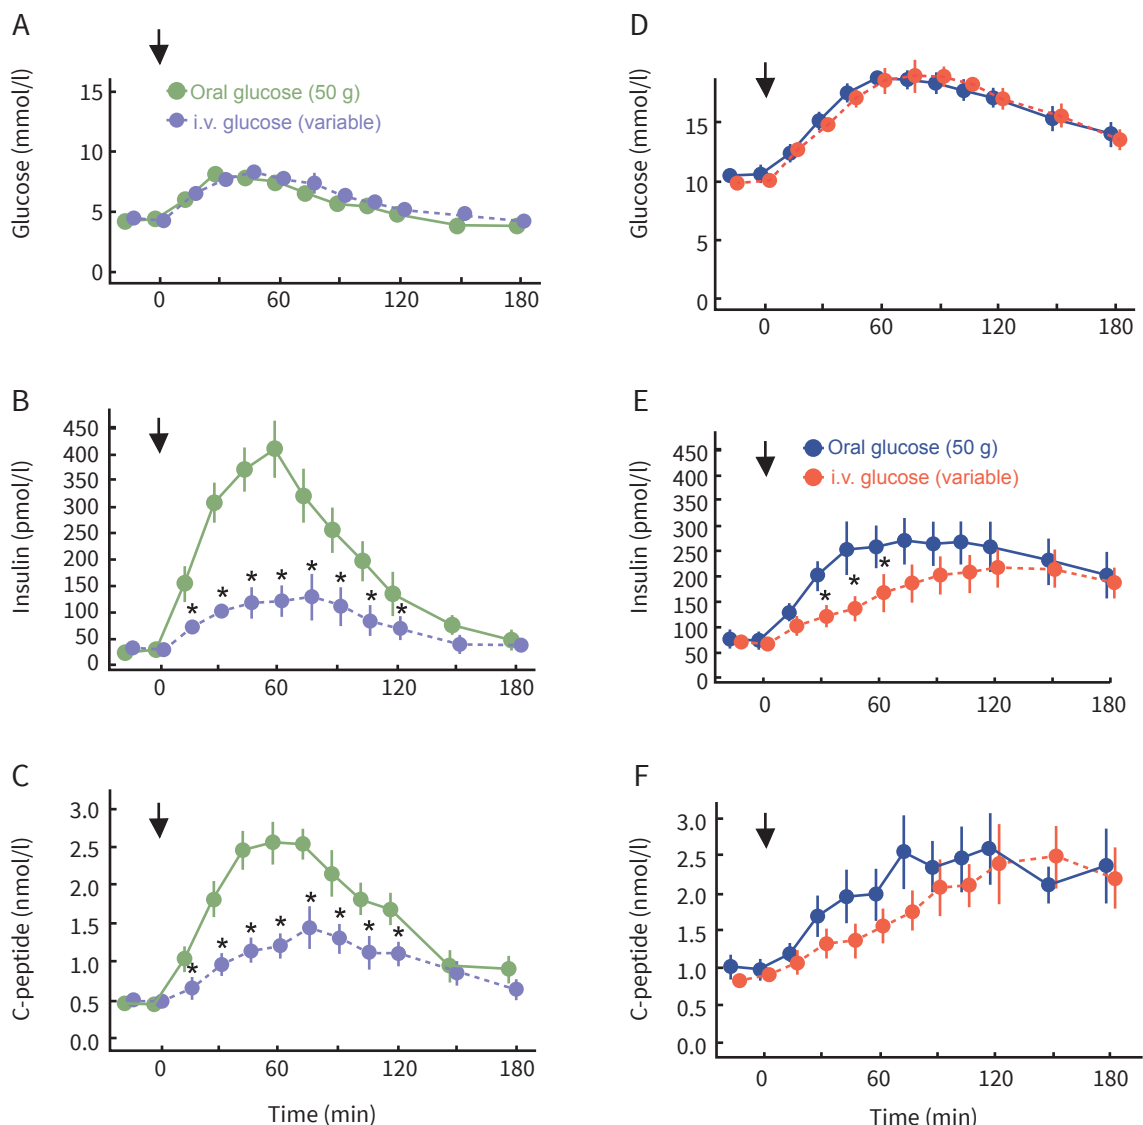 A
Glucose (mmol/l)
15
10
5
0
Oral glucose (50 g)
i.v. glucose (variable)
0 60 120 180
D
Glucose (mmol/l)
15
10
5
0
0 60 120 180
B
Insulin (pmol/l)
450
400
350
300
250
200
150
100
50
0
* * * * * * * *
0 60 120 180
E
Insulin (pmol/l)
450
400
350
300
250
200
150
100
50
0
Oral glucose (50 g)
i.v. glucose (variable)
* * *
0 60 120 180
C
C-peptide (nmol/l)
3.0
2.5
2.0
1.5
1.0
0.5
0.0
* * * * * * * *
0 60 120 180
Time (min)
F
C-peptide (nmol/l)
3.0
2.5
2.0
1.5
1.0
0.5
0.0
0 60 120 180
Time (min)